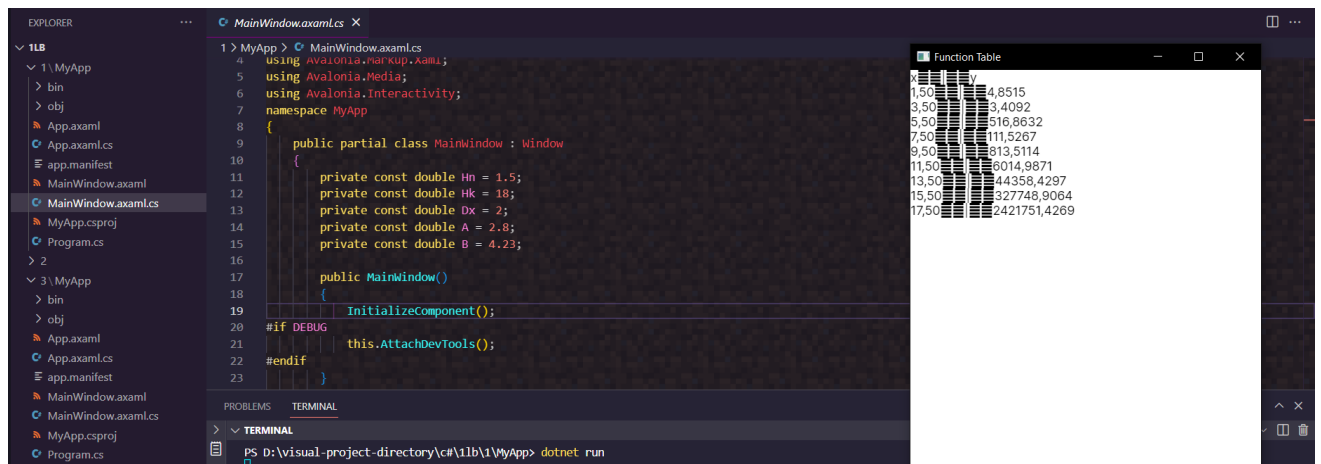 EXPLORER
1LB
1\MyApp
bin
obj
App.axaml
App.axaml.cs
app.manifest
MainWindow.axaml
MainWindow.axaml.cs
MyApp.csproj
Program.cs
2
3\MyApp
bin
obj
App.axaml
App.axaml.cs
app.manifest
MainWindow.axaml
MainWindow.axaml.cs
MyApp.csproj
Program.cs
MainWindow.axaml.cs
1 > MyApp > MainWindow.axaml.cs
4 using Avalonia.Markup.Xaml;
5 using Avalonia.Media;
6 using Avalonia.Interactivity;
7 namespace MyApp
8 {
9 public partial class MainWindow : Window
10 {
11 private const double Hn = 1.5;
12 private const double Hk = 18;
13 private const double Dx = 2;
14 private const double A = 2.8;
15 private const double B = 4.23;
16
17 public MainWindow()
18 {
19 InitializeComponent();
20 #if DEBUG
21 this.AttachDevTools();
22 #endif
23 }
PROBLEMS TERMINAL
TERMINAL
PS D:\visual-project-directory\c#\1lb\1\MyApp> dotnet run
Function Table
x | y
1,50 | 4,8515
3,50 | 3,4092
5,50 | 516,8632
7,50 | 111,5267
9,50 | 813,5114
11,50 | 6014,9871
13,50 | 44358,4297
15,50 | 327748,9064
17,50 | 2421751,4269